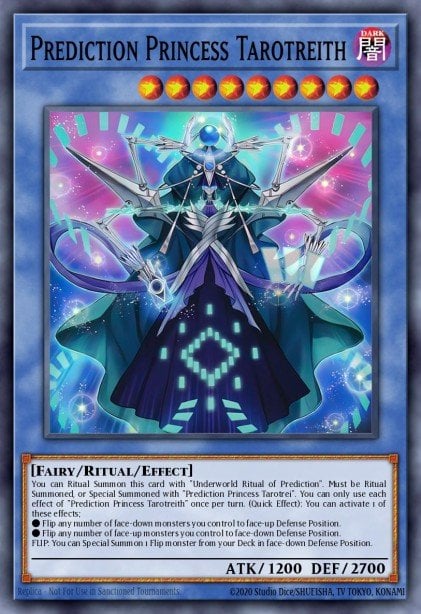 PREDICTION PRINCESS TAROTREITH
DARK
闇
[FAIRY/RITUAL/EFFECT]
You can Ritual Summon this card with "Underworld Ritual of Prediction". Must be Ritual
Summoned, or Special Summoned with "Prediction Princess Tarotrei". You can only use each
effect of "Prediction Princess Tarotreith" once per turn. (Quick Effect): You can activate 1 of
these effects;
● Flip any number of face-down monsters you control to face-up Defense Position.
● Flip any number of face-up monsters you control to face-down Defense Position.
FLIP: You can Special Summon 1 Flip monster from your Deck in face-down Defense Position.
ATK/1200 DEF/2700
Replica - Not For Use in Sanctioned Tournaments.
©2020 Studio Dice/SHUEISHA, TV TOKYO, KONAMI